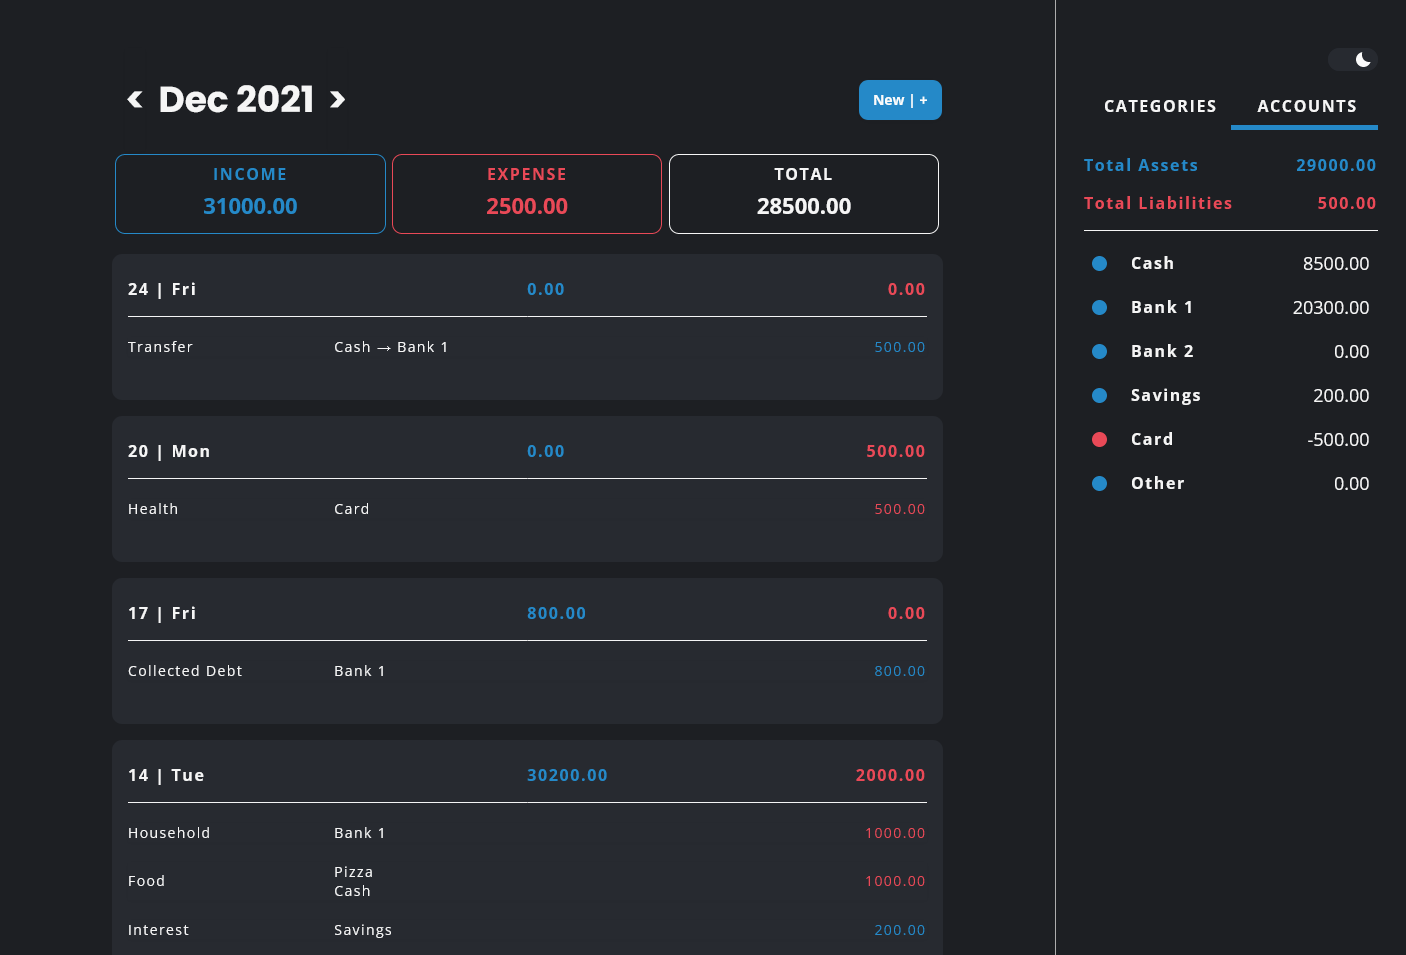 < Dec 2021 >
New | +
INCOME
31000.00
EXPENSE
2500.00
TOTAL
28500.00
24 | Fri 0.00 0.00
Transfer Cash → Bank 1 500.00
20 | Mon 0.00 500.00
Health Card 500.00
17 | Fri 800.00 0.00
Collected Debt Bank 1 800.00
14 | Tue 30200.00 2000.00
Household Bank 1 1000.00
Food Pizza
Cash 1000.00
Interest Savings 200.00
CATEGORIES ACCOUNTS
Total Assets 29000.00
Total Liabilities 500.00
Cash 8500.00
Bank 1 20300.00
Bank 2 0.00
Savings 200.00
Card -500.00
Other 0.00